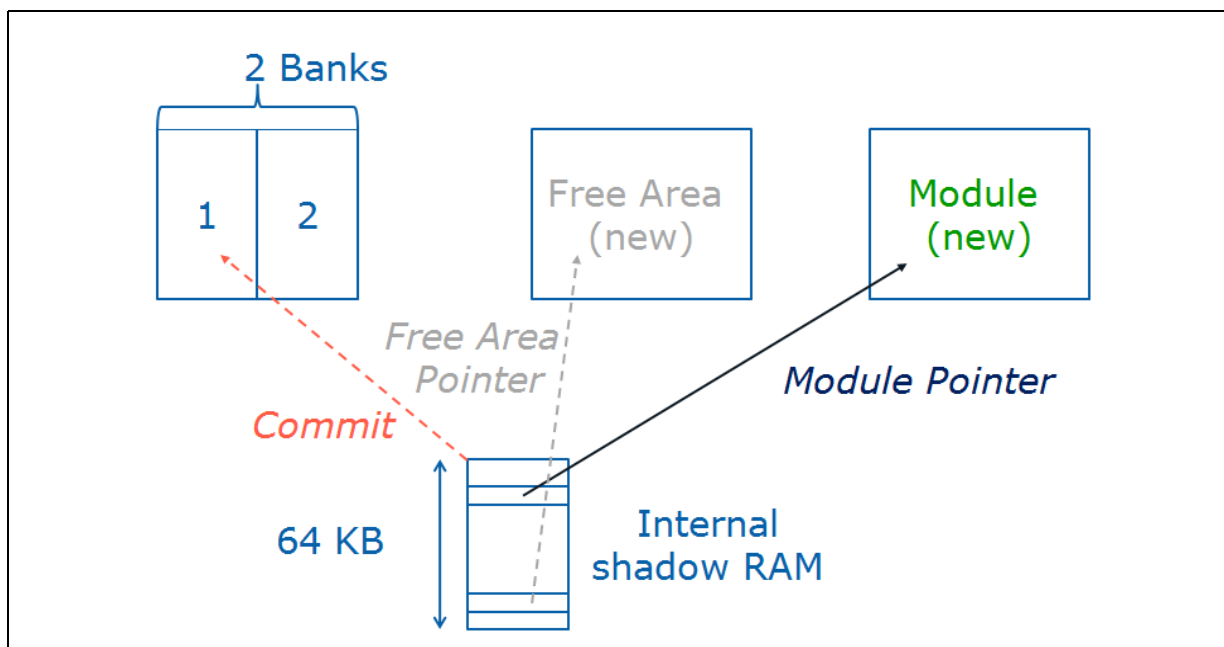 2 Banks
1
2
Free Area
(new)
Module
(new)
Free Area
Pointer
Module Pointer
Commit
64 KB
Internal
shadow RAM